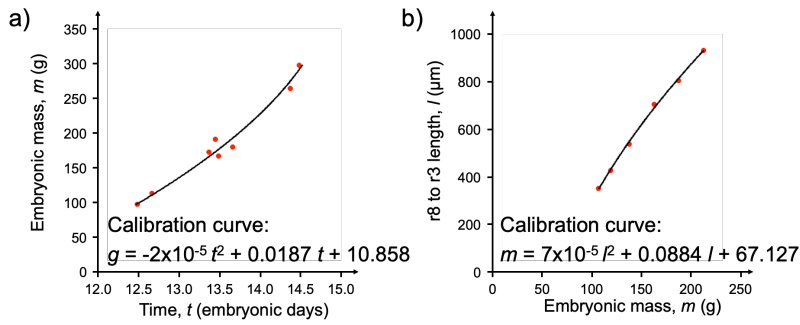 a)
350
300
250
200
150
100
50
0
Embryonic mass, m (g)
12.0 12.5 13.0 13.5 14.0 14.5 15.0
Time, t (embryonic days)
Calibration curve:
g = -2x10⁻⁵ t² + 0.0187 t + 10.858
b)
1000
800
600
400
200
0
r8 to r3 length, l (µm)
0 50 100 150 200 250
Embryonic mass, m (g)
Calibration curve:
m = 7x10⁻⁵ l² + 0.0884 l + 67.127